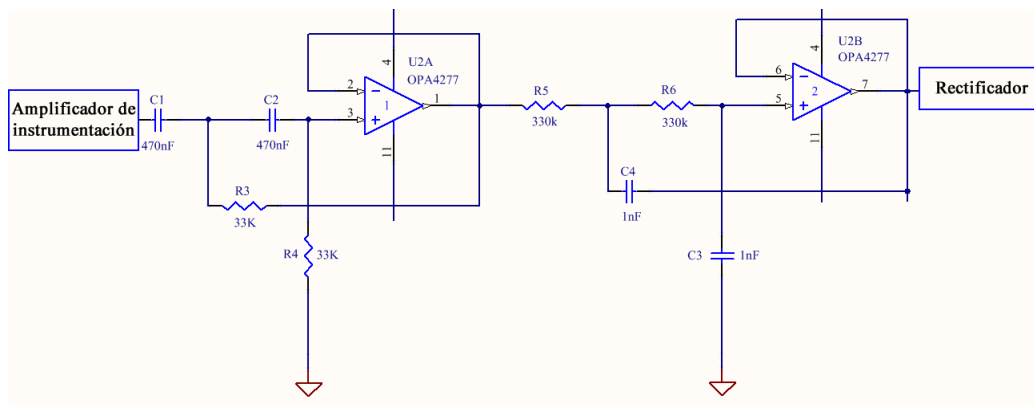 Amplificador de
instrumentación
C1
470nF
C2
470nF
R3
33K
R4
33K
U2A
OPA4277
4
2
3
1
1
11
R5
330k
R6
330k
C4
1nF
C3
1nF
U2B
OPA4277
4
6
5
2
7
11
Rectificador